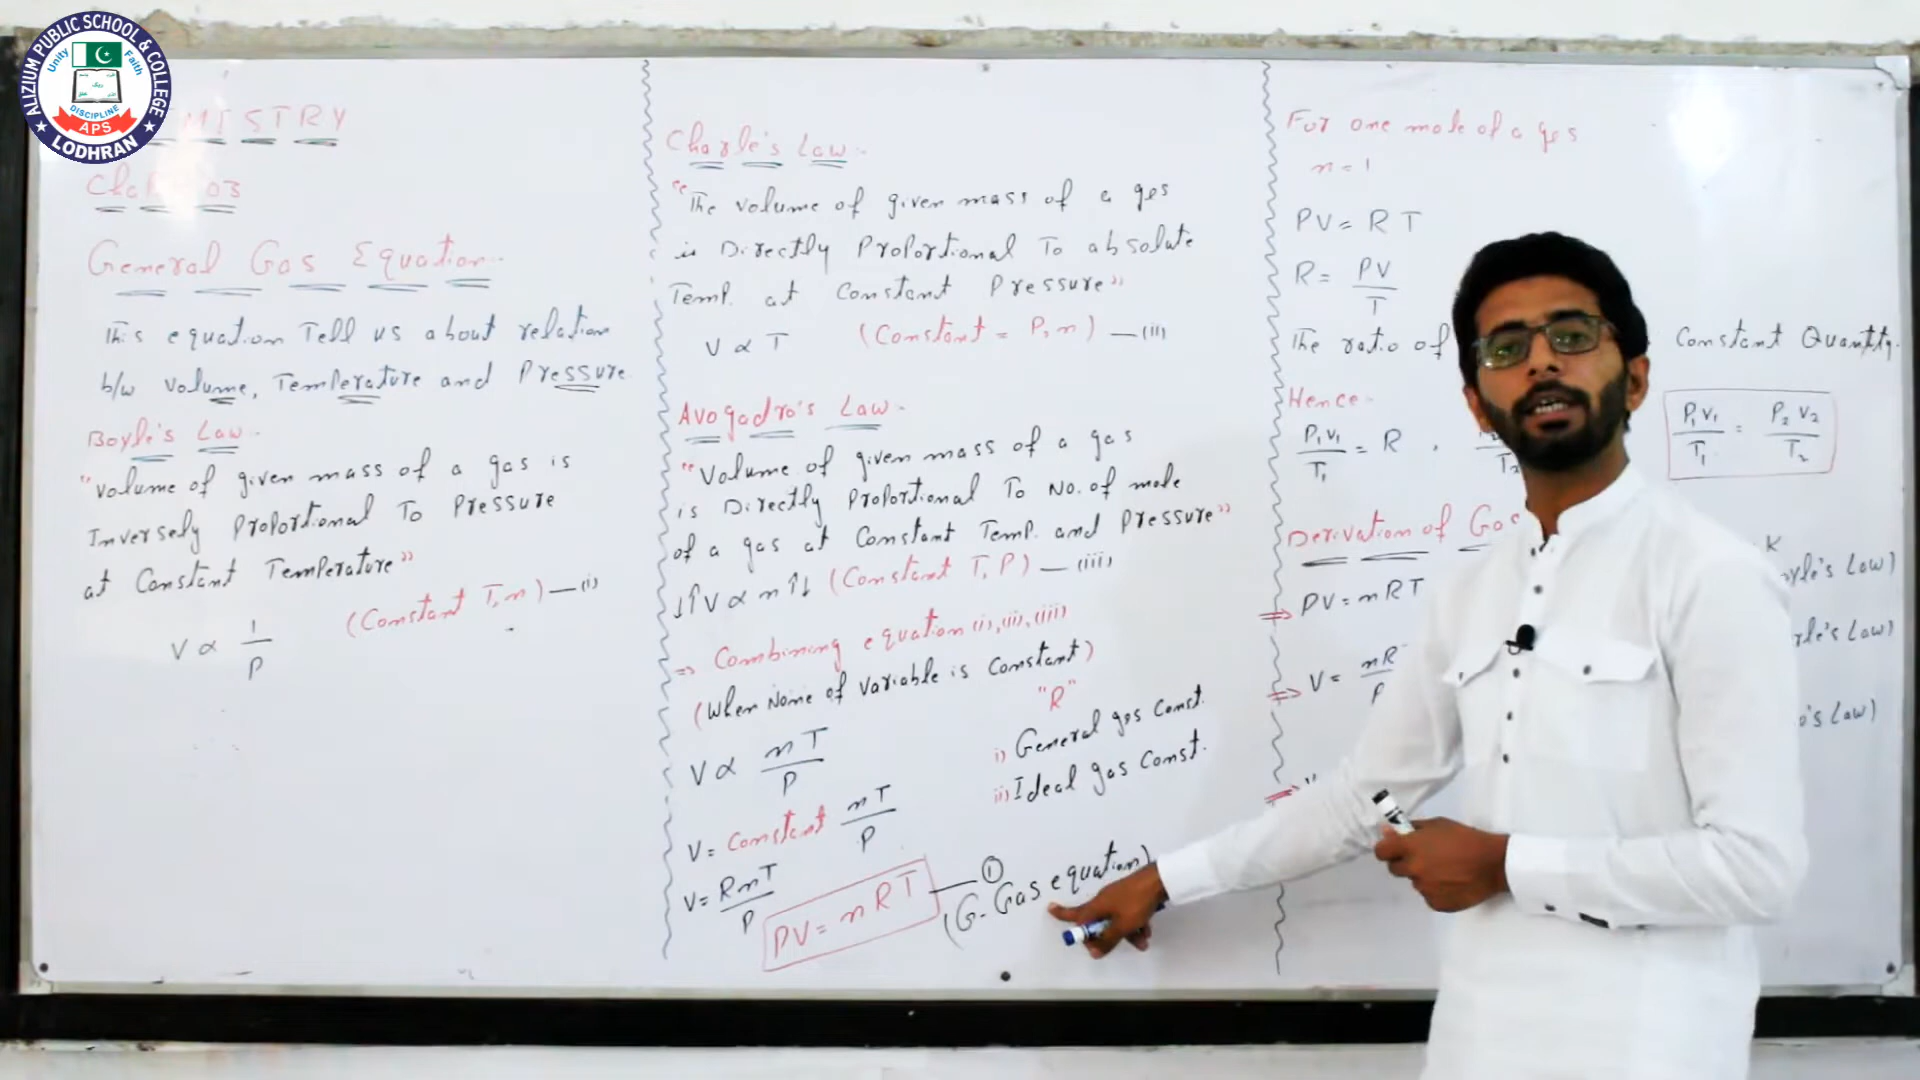 ALIZIUM PUBLIC SCHOOL & COLLEGE
Unity
Faith
DISCIPLINE
APS
LODHRAN
MISTRY
03
General Gas Equation:-
This equation Tell us about relation
b/w volume, Temperature and Pressure
Boyle's Law:-
"Volume of given mass of a gas is
Inversely Proportional To Pressure
at Constant Temperature"
(Constant T, n) — (i)
V ∝ 1/P
Charle's Law:-
"The volume of given mass of a gas
is Directly Proportional To absolute
Temp. at Constant Pressure"
V ∝ T (Constant = P, n) — (ii)
Avogadro's Law:-
"Volume of given mass of a gas
is Directly Proportional To No. of mole
of a gas at Constant Temp. and Pressure"
↓↑V ∝ n↑↓ (Constant T, P) — (iii)
=> Combining equation (i), (ii), (iii)
(When None of Variable is Constant)
"R"
V ∝ nT/P
i) General gas Const.
ii) Ideal gas Const.
V = Constant nT/P
V = RnT/P
PV = nRT — ①
(G. Gas equation)
For one mole of a gas
n = 1
PV = RT
R = PV/T
The ratio of Constant Quantity.
Hence:-
P₁V₁/T₁ = R ,
P₁V₁/T₁ = P₂V₂/T₂
Derivation of Gas
K
=> PV = nRT
yle's Law)
=> V = nR
P
rle's Law)
o's Law)